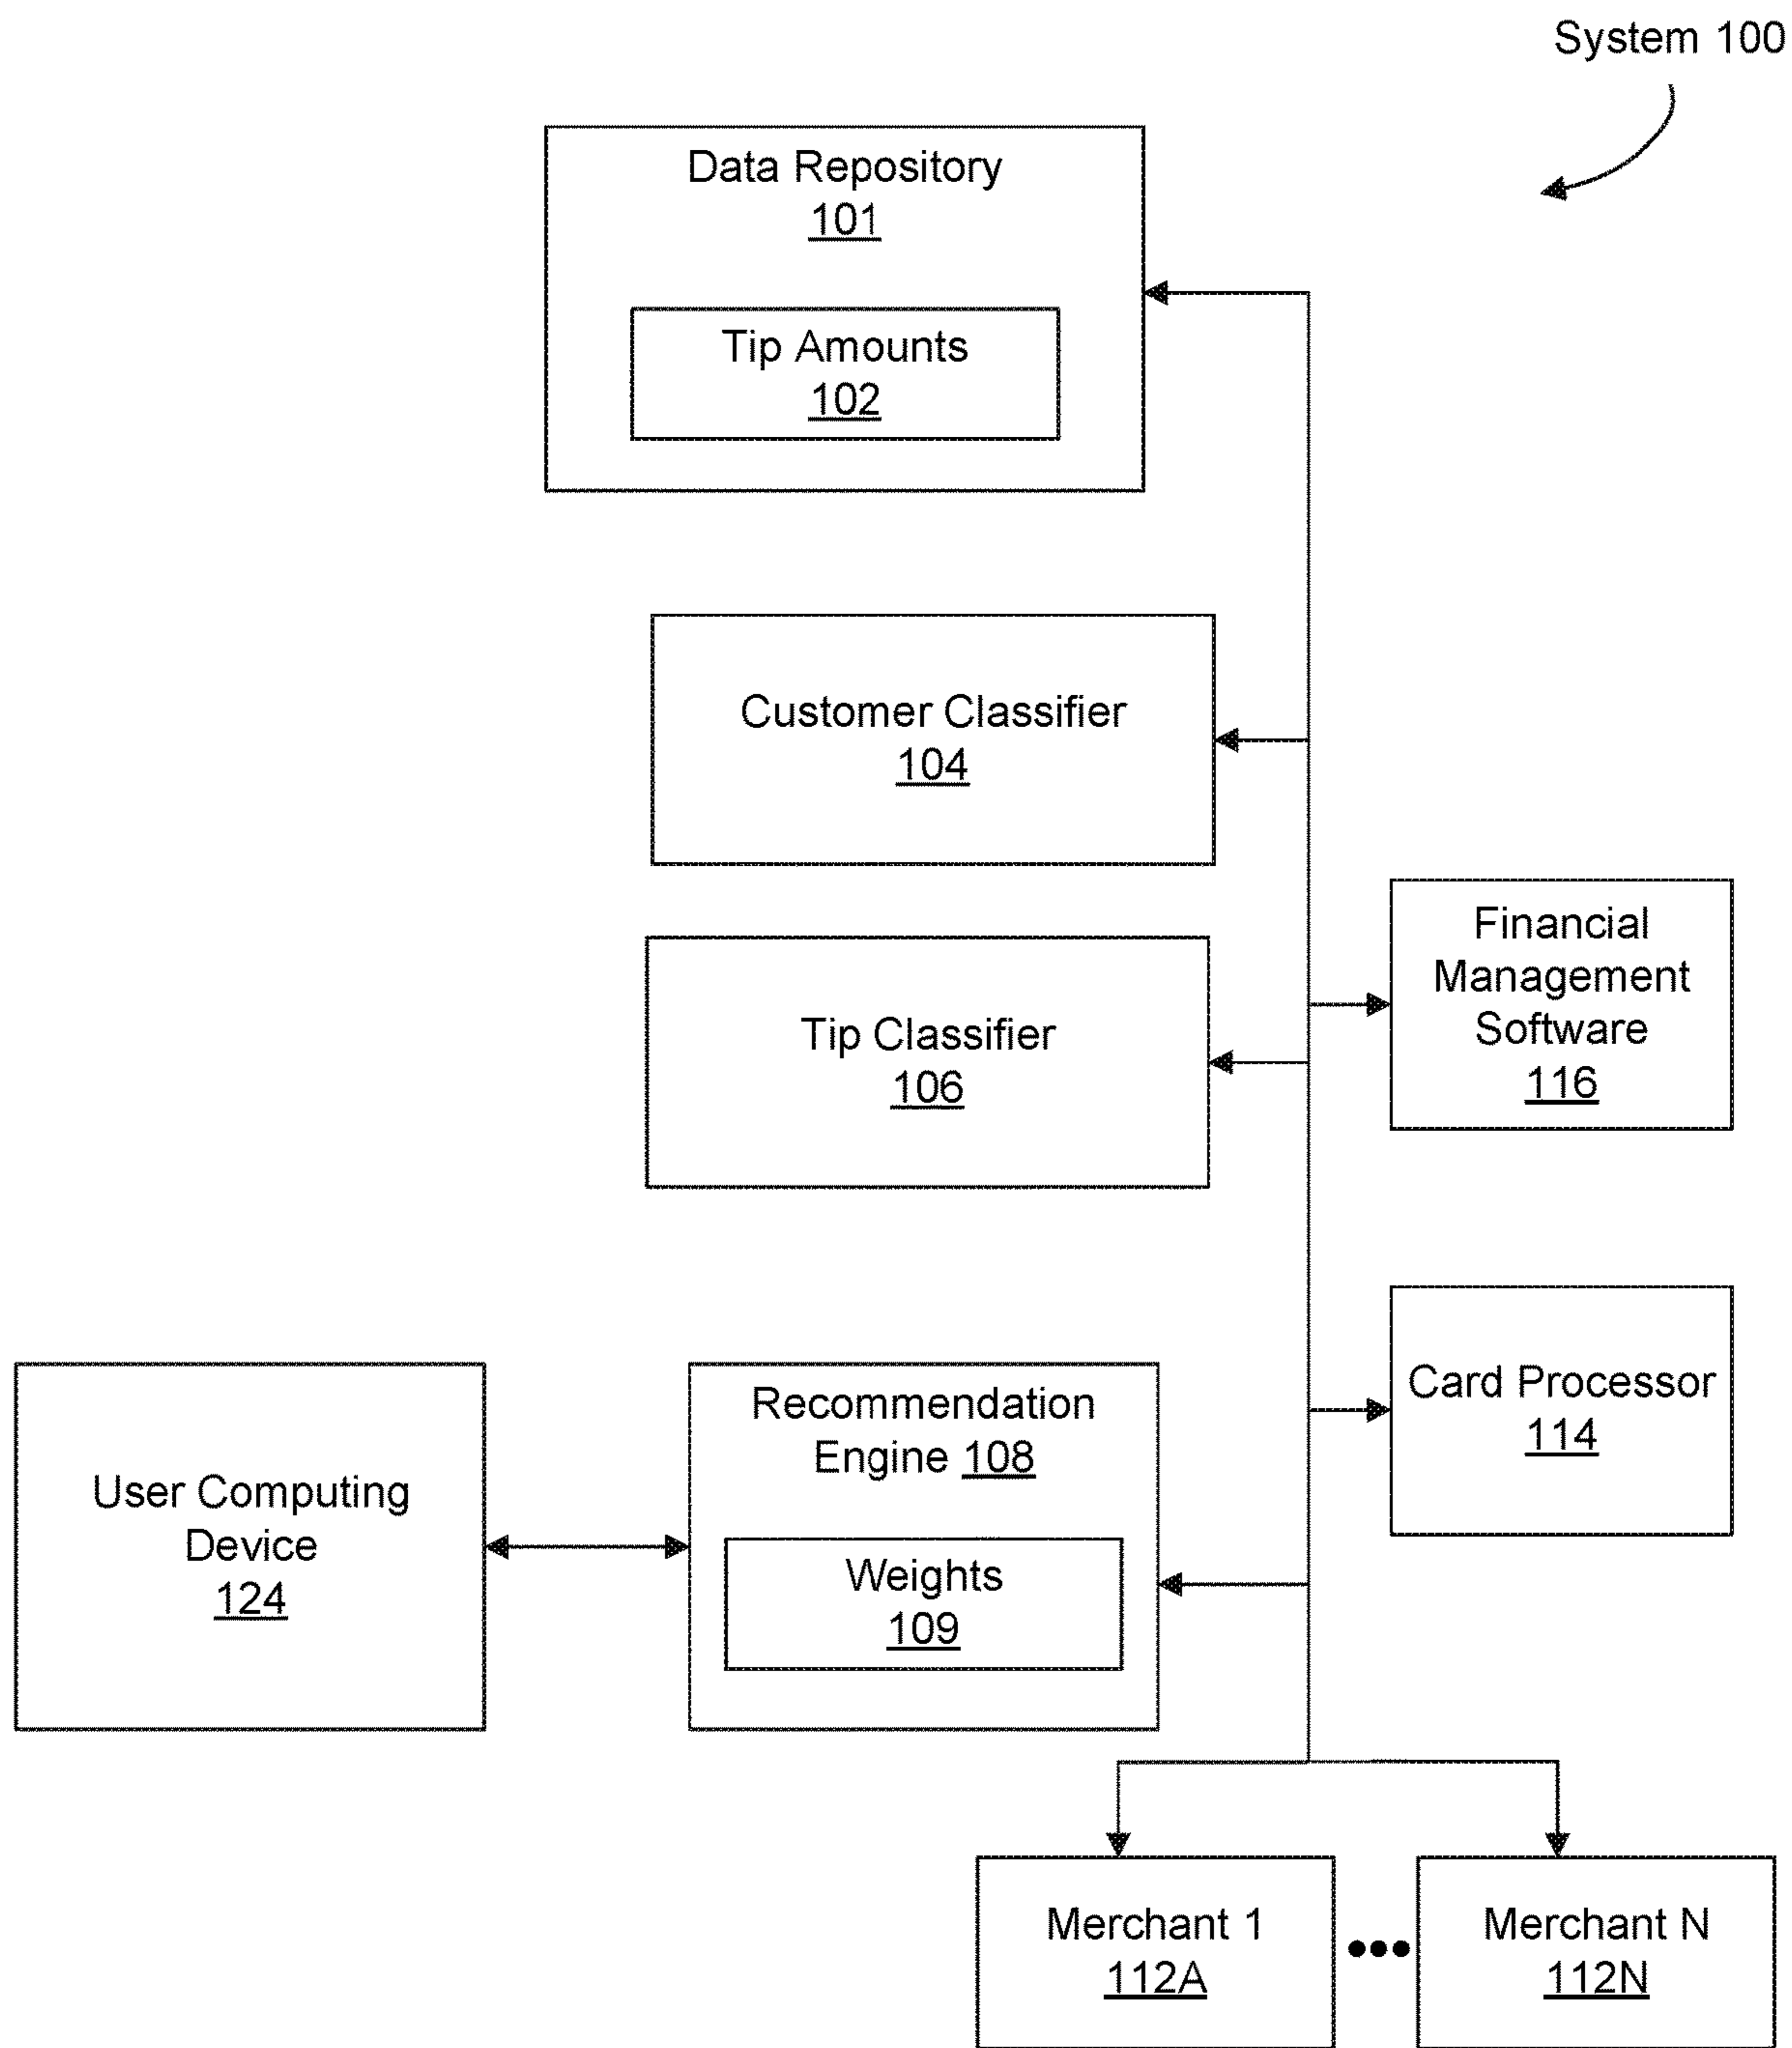 System 100
Data Repository
101
Tip Amounts
102
Customer Classifier
104
Financial
Management
Software
116
Tip Classifier
106
Card Processor
114
Recommendation
Engine 108
Weights
109
User Computing
Device
124
Merchant 1
112A
Merchant N
112N